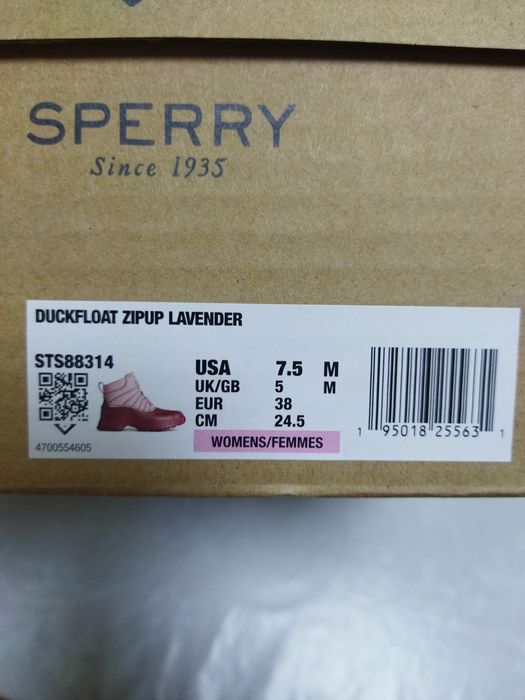 SPERRY
Since 1935
DUCKFLOAT ZIPUP LAVENDER
STS88314
USA 7.5 M
UK/GB 5 M
EUR 38
CM 24.5
WOMENS/FEMMES
4700554605
1 95018 25563 1